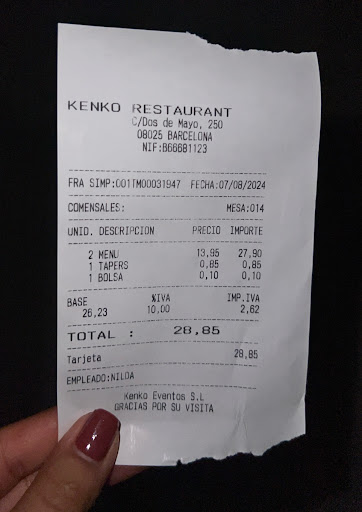 KENKO RESTAURANT
C/Dos de Mayo, 250
08025 BARCELONA
NIF:B66681123
FRA SIMP:001TM00031947 FECHA:07/08/2024
COMENSALES: MESA:014
UNID. DESCRIPCION PRECIO IMPORTE
2 MENU 13,95 27,90
1 TAPERS 0,85 0,85
1 BOLSA 0,10 0,10
BASE %IVA IMP.IVA
26,23 10,00 2,62
TOTAL : 28,85
Tarjeta 28,85
EMPLEADO:NILDA
Kenko Eventos S.L
GRACIAS POR SU VISITA